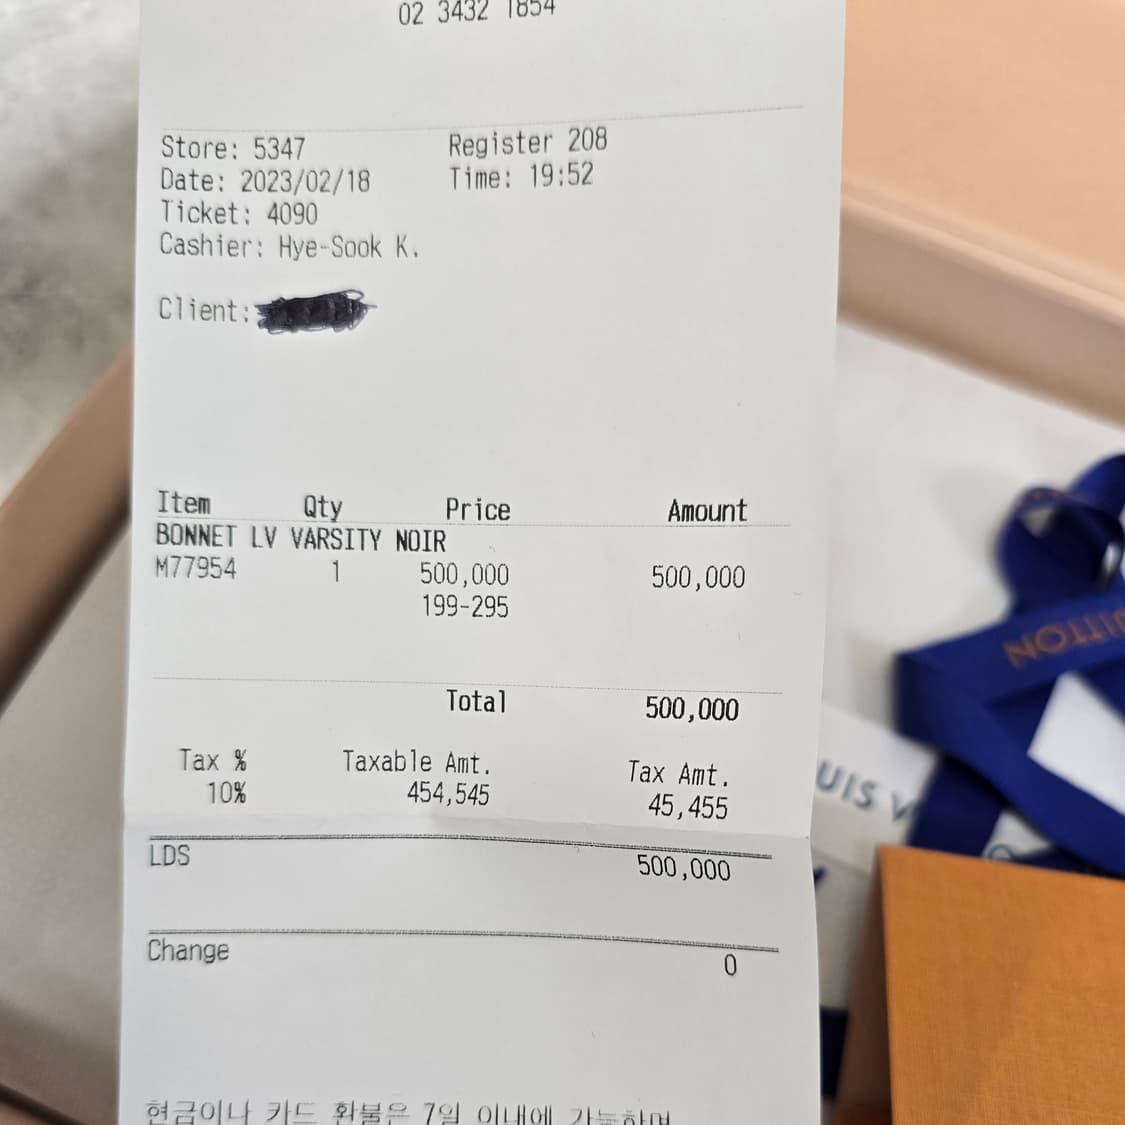 02 3432 1854
Store: 5347 Register 208
Date: 2023/02/18 Time: 19:52
Ticket: 4090
Cashier: Hye-Sook K.
Client:
Item Qty Price Amount
BONNET LV VARSITY NOIR
M77954 1 500,000 500,000
199-295
Total 500,000
Tax % Taxable Amt. Tax Amt.
10% 454,545 45,455
LDS 500,000
Change 0
현금이나 카드 환불은 7일 이내에 가능하며
UITTON
UIS V